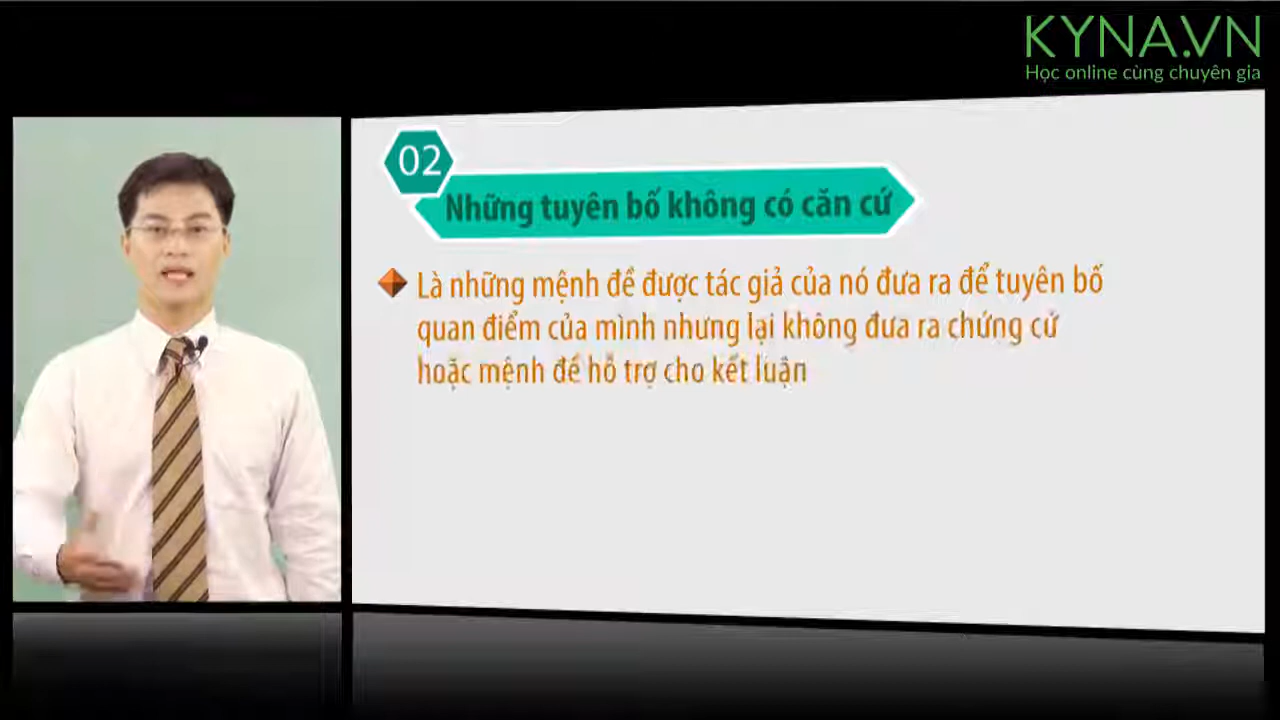 KYNA.VN
Học online cùng chuyên gia
02
Những tuyên bố không có căn cứ
Là những mệnh đề được tác giả của nó đưa ra để tuyên bố
quan điểm của mình nhưng lại không đưa ra chứng cứ
hoặc mệnh đề hỗ trợ cho kết luận